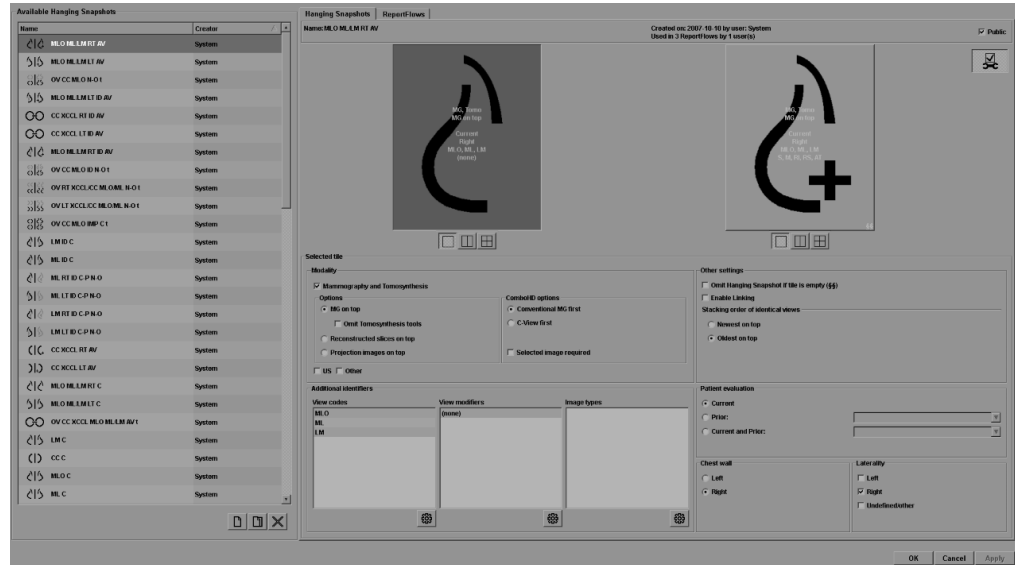 Available Hanging Snapshots
Name Creator
MLO ML/LM RT AV System
MLO ML/LM LT AV System
OV CC MLO N-O t System
MLO ML/LM LT ID AV System
CC XCCL RT ID AV System
CC XCCL LT ID AV System
MLO ML/LM RT ID AV System
OV CC MLO ID N-O t System
OV RT XCCL/CC MLO/ML N-O t System
OV LT XCCL/CC MLO/ML N-O t System
OV CC MLO IMP C t System
LM ID C System
ML ID C System
ML RT ID C-P N-O System
ML LT ID C-P N-O System
LM RT ID C-P N-O System
LM LT ID C-P N-O System
CC XCCL RT AV System
CC XCCL LT AV System
MLO ML/LM RT C System
MLO ML/LM LT C System
OV CC XCCL MLO ML/LM AV t System
LM C System
CC C System
MLO C System
ML C System
Hanging Snapshots ReportFlows
Name: MLO ML/LM RT AV
Created on: 2007-10-10 by user: System
Used in 3 ReportFlows by 1 user(s)
Public
MG, Tomo
MG on top
Current
Right
MLO, ML, LM
(none)
MG, Tomo
MG on top
Current
Right
MLO, ML, LM
Selected tile
Modality
Mammography and Tomosynthesis
Options
MG on top
Omit Tomosynthesis tools
Reconstructed slices on top
Projection images on top
ComboHD options
Conventional MG first
C-View first
Selected image required
US Other
Other settings
Omit Hanging Snapshot if tile is empty (§§)
Enable Linking
Stacking order of identical views
Newest on top
Oldest on top
Additional identifiers
View codes
MLO
ML
LM
View modifiers
(none)
Image types
Patient evaluation
Current
Prior:
Current and Prior:
Chest wall
Left
Right
Laterality
Left
Right
Undefined/other
OK Cancel Apply